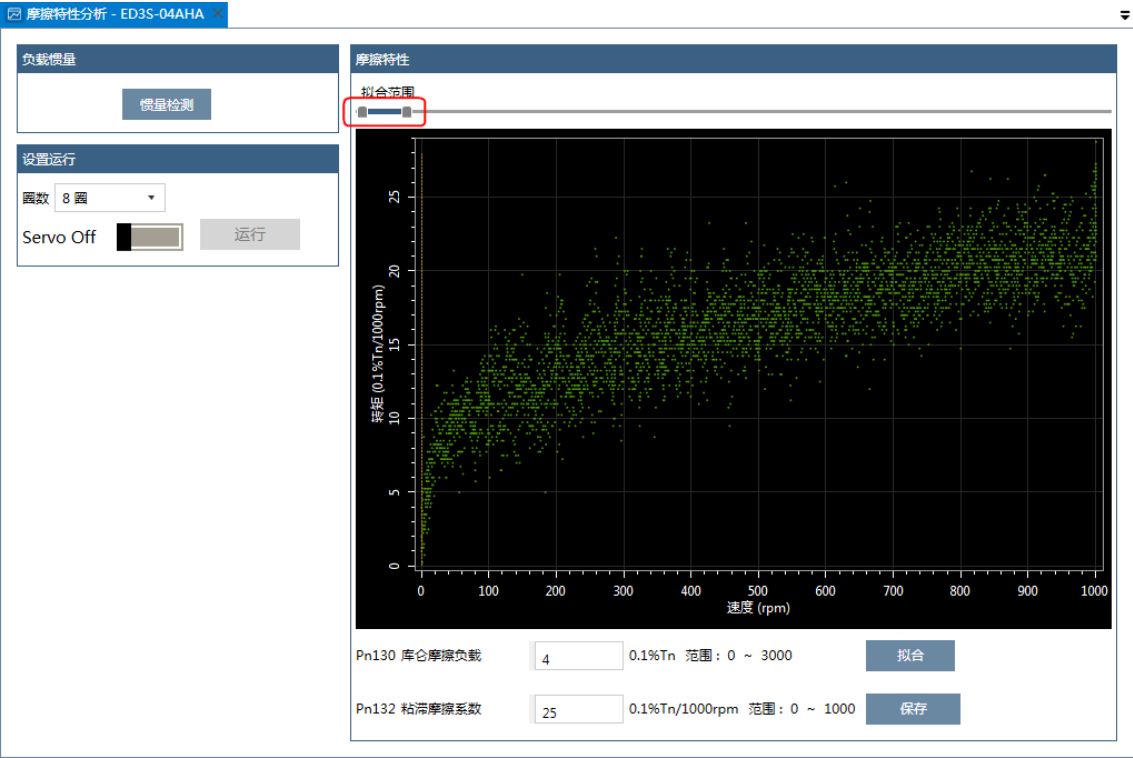 摩擦特性分析 - ED3S-04AHA
负载惯量
惯量检测
设置运行
圈数 8 圈
Servo Off 运行
摩擦特性
拟合范围
转矩 (0.1%Tn/1000rpm)
25
20
15
10
5
0
0 100 200 300 400 500 600 700 800 900 1000
速度 (rpm)
Pn130 库仑摩擦负载 4 0.1%Tn 范围: 0 ~ 3000 拟合
Pn132 粘滞摩擦系数 25 0.1%Tn/1000rpm 范围: 0 ~ 1000 保存